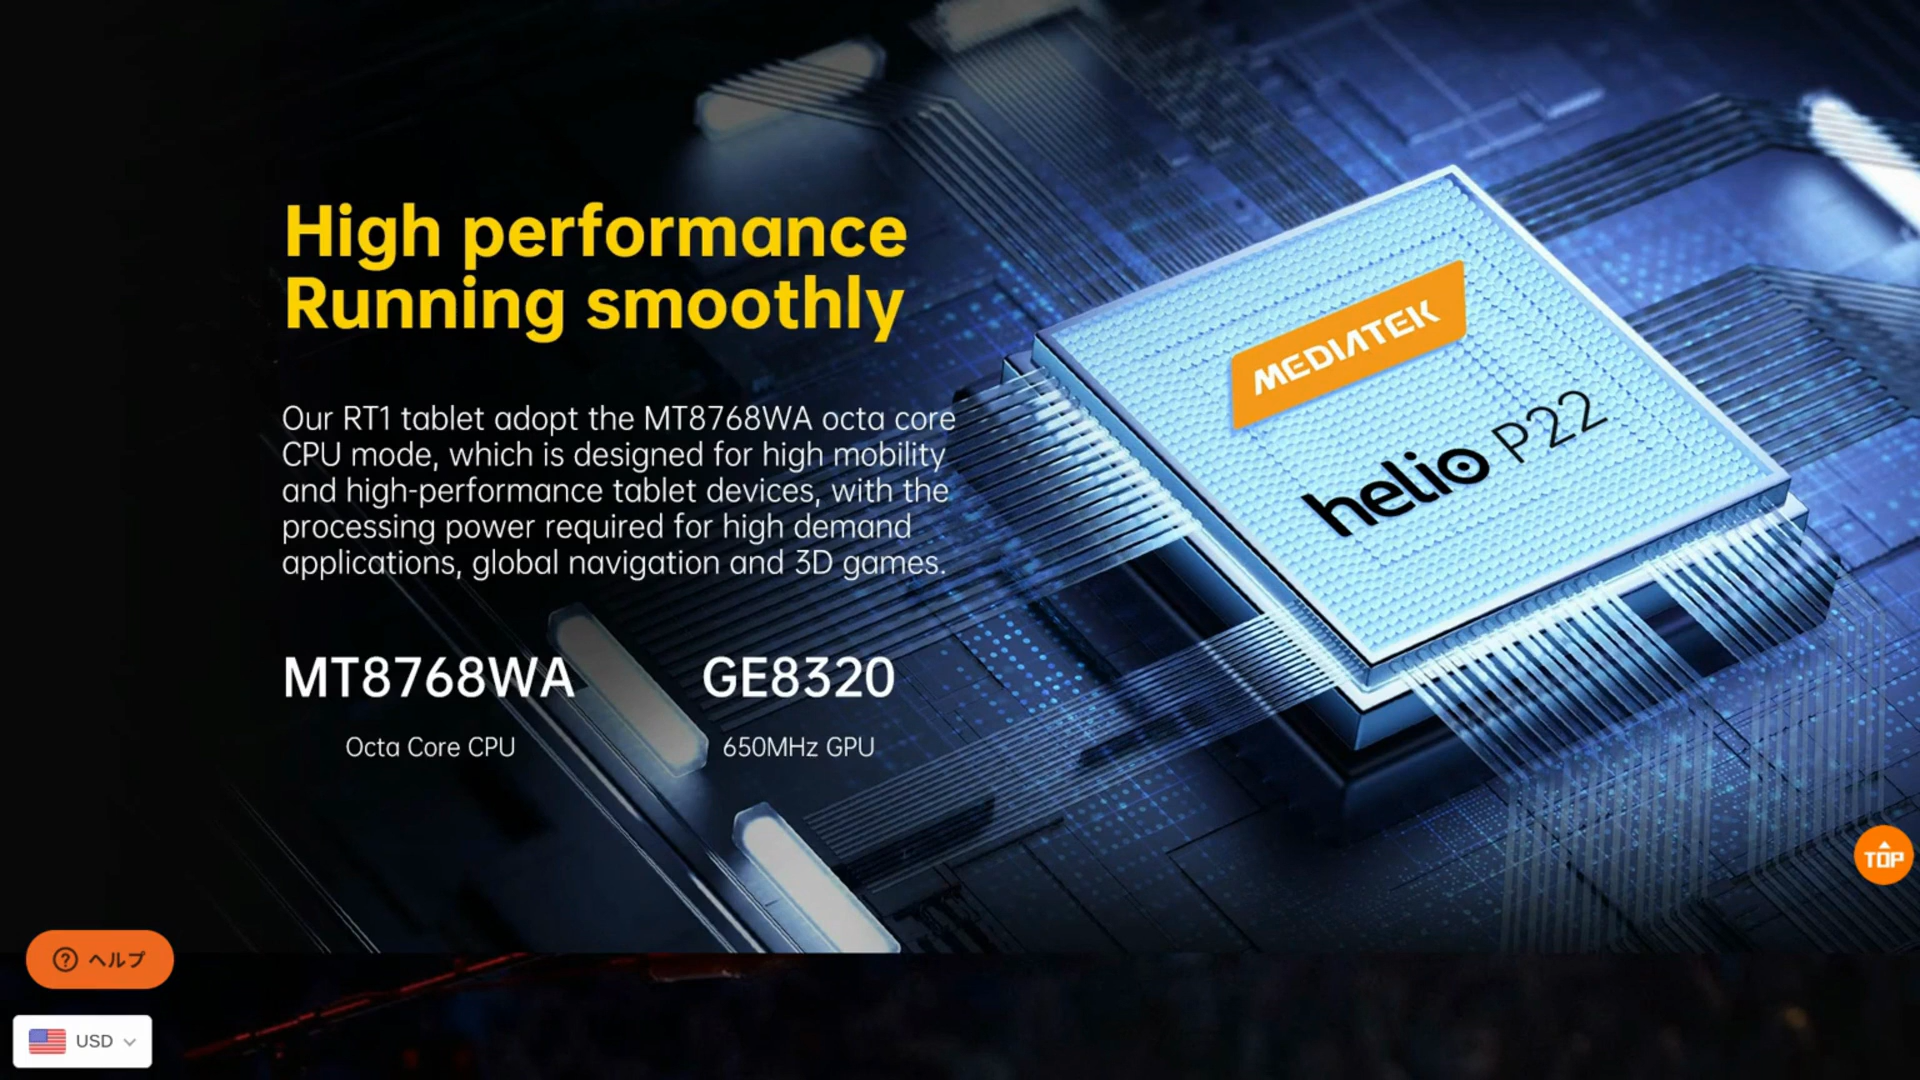 High performance
Running smoothly
Our RT1 tablet adopt the MT8768WA octa core
CPU mode, which is designed for high mobility
and high-performance tablet devices, with the
processing power required for high demand
applications, global navigation and 3D games.
MT8768WA
Octa Core CPU
GE8320
650MHz GPU
MEDIATEK
helio P22
TOP
ヘルプ
USD